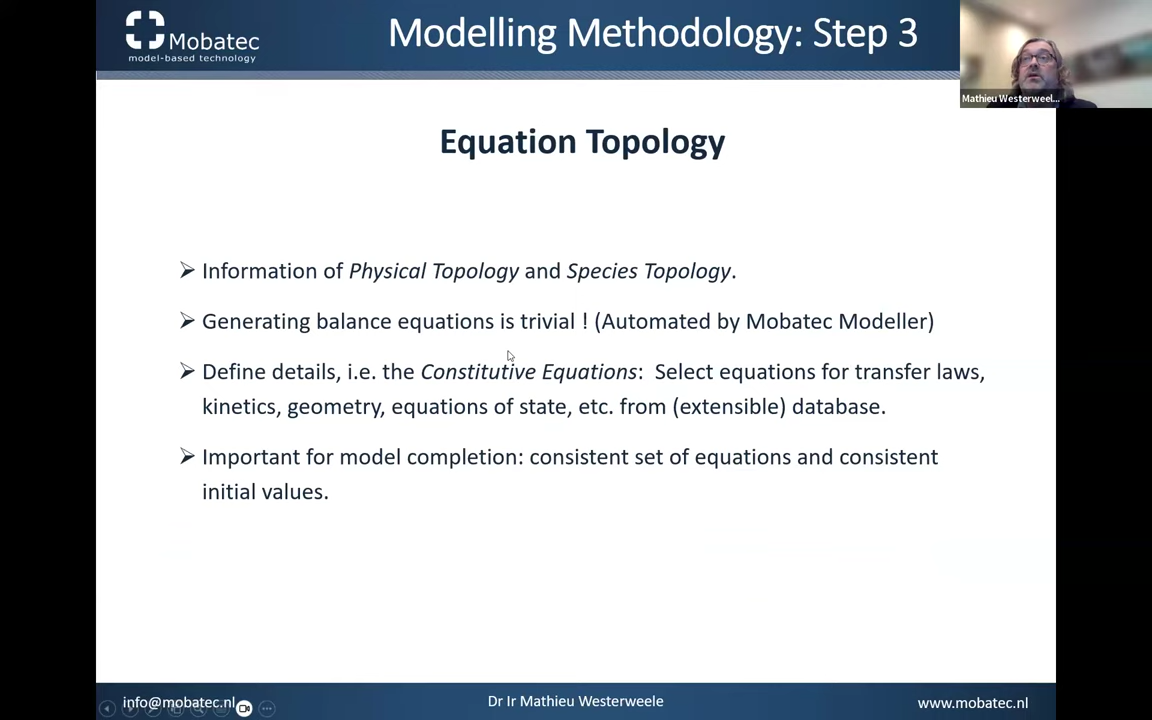 Mobatec
model-based technology
Modelling Methodology: Step 3
Mathieu Westerweel...
Equation Topology
➢ Information of Physical Topology and Species Topology.
➢ Generating balance equations is trivial ! (Automated by Mobatec Modeller)
➢ Define details, i.e. the Constitutive Equations: Select equations for transfer laws,
kinetics, geometry, equations of state, etc. from (extensible) database.
➢ Important for model completion: consistent set of equations and consistent
initial values.
info@mobatec.nl
Dr Ir Mathieu Westerweele
www.mobatec.nl